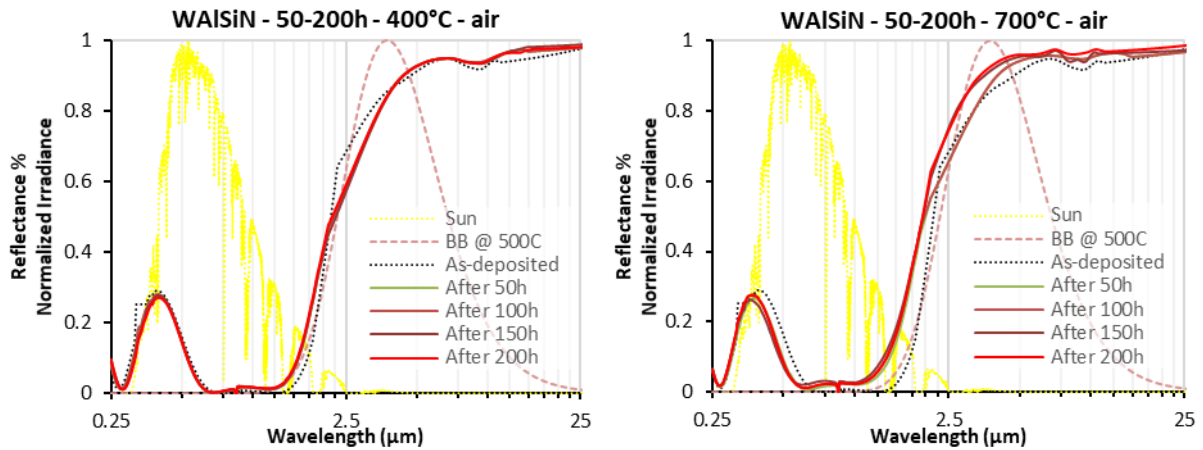 WAlSiN - 50-200h - 400°C - air
1
0.8
0.6
0.4
0.2
0
0.25
2.5
25
Reflectance %
Normalized Irradiance
Wavelength (µm)
Sun
BB @ 500C
As-deposited
After 50h
After 100h
After 150h
After 200h
WAlSiN - 50-200h - 700°C - air
1
0.8
0.6
0.4
0.2
0
0.25
2.5
25
Reflectance %
Normalized Irradiance
Wavelength (µm)
Sun
BB @ 500C
As-deposited
After 50h
After 100h
After 150h
After 200h